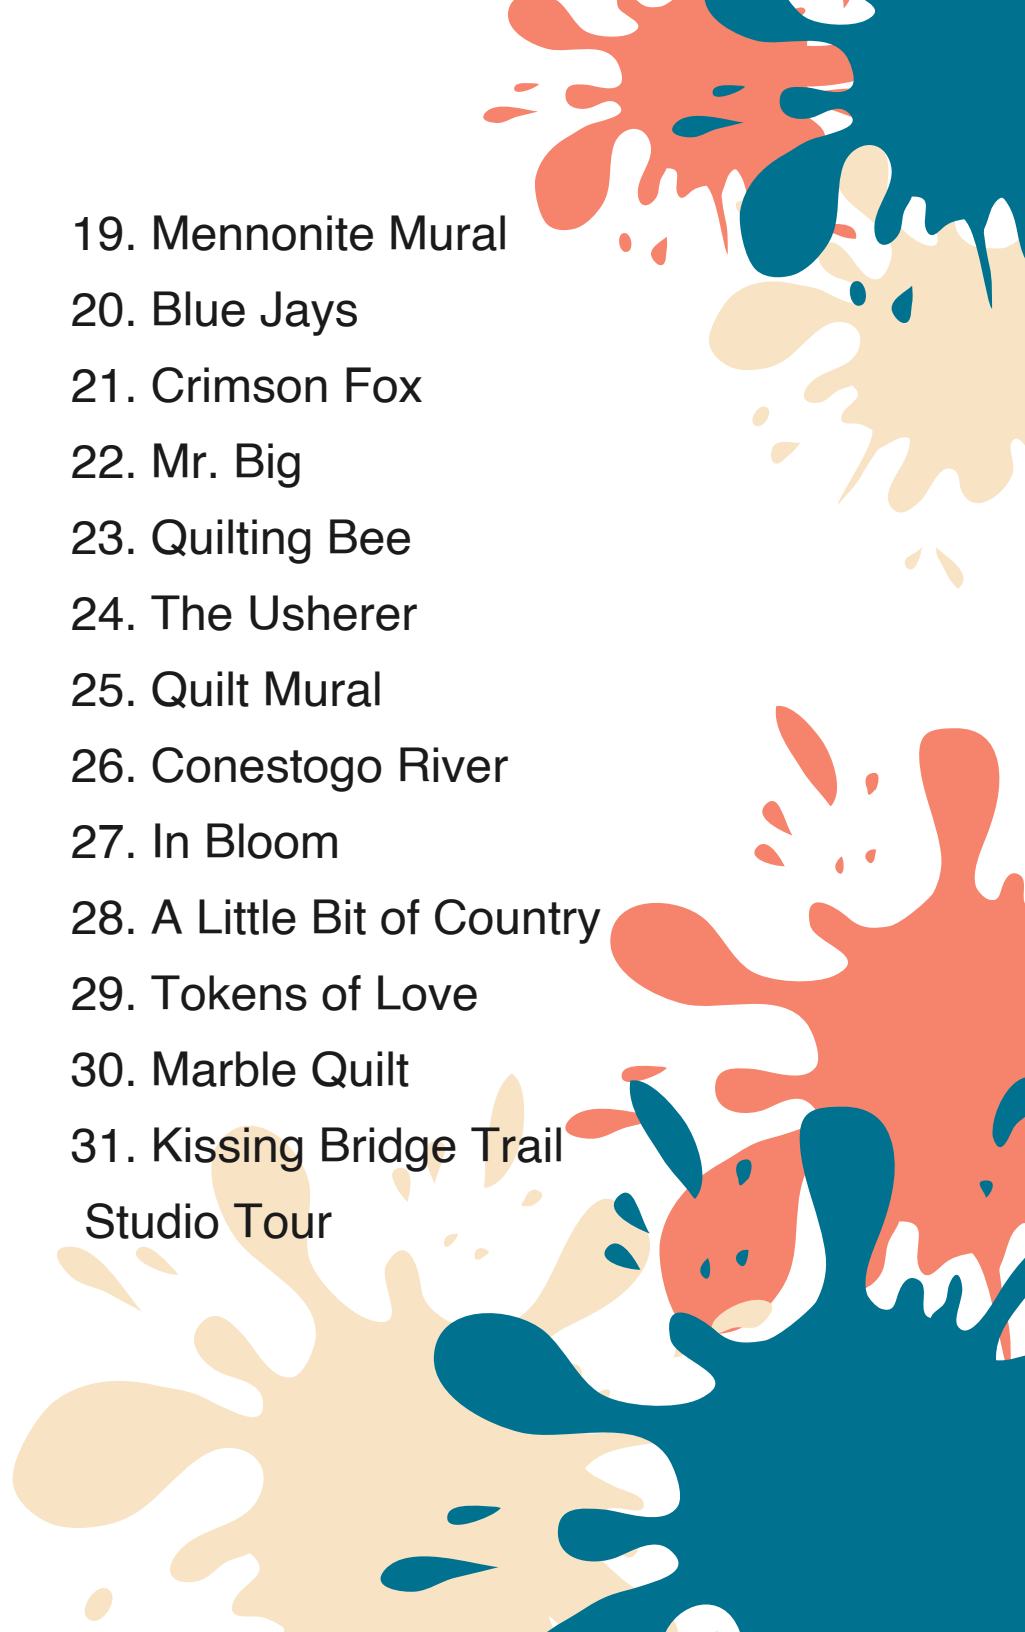 19. Mennonite Mural
20. Blue Jays
21. Crimson Fox
22. Mr. Big
23. Quilting Bee
24. The Usherer
25. Quilt Mural
26. Conestogo River
27. In Bloom
28. A Little Bit of Country
29. Tokens of Love
30. Marble Quilt
31. Kissing Bridge Trail
Studio Tour